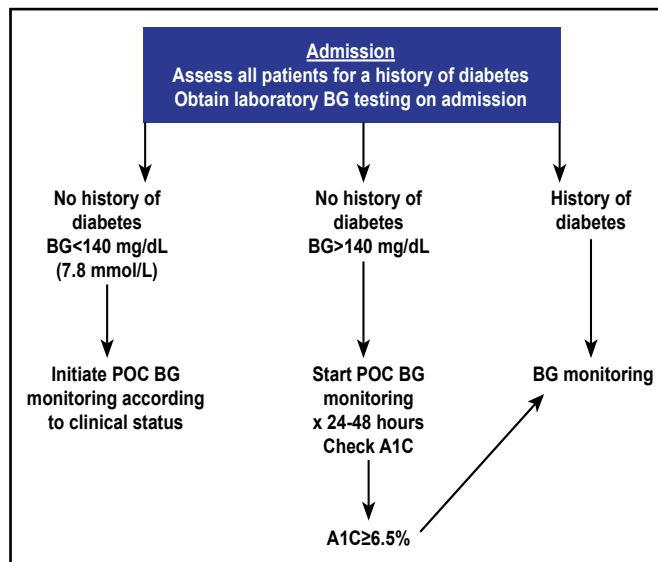 Admission
Assess all patients for a history of diabetes
Obtain laboratory BG testing on admission
No history of
diabetes
BG<140 mg/dL
(7.8 mmol/L)
No history of
diabetes
BG>140 mg/dL
History of
diabetes
Initiate POC BG
monitoring according
to clinical status
Start POC BG
monitoring
x 24-48 hours
Check A1C
BG monitoring
A1C≥6.5%